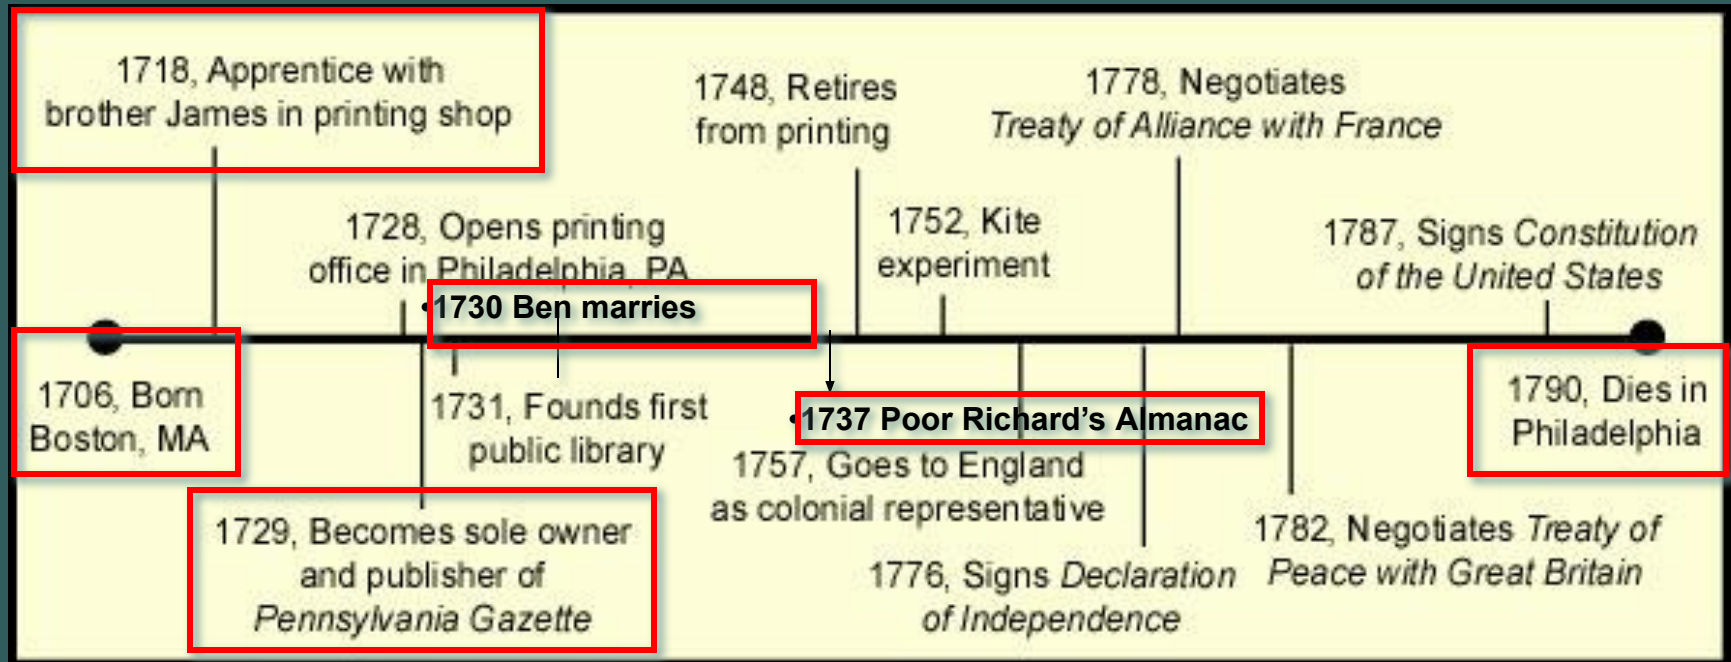 1718, Apprentice with
brother James in printing shop
1748, Retires
from printing
1778, Negotiates
Treaty of Alliance with France
1728, Opens printing
office in Philadelphia, PA
1752, Kite
experiment
1787, Signs Constitution
of the United States
•1730 Ben marries
1706, Born
Boston, MA
1731, Founds first
public library
•1737 Poor Richard’s Almanac
1757, Goes to England
as colonial representative
1790, Dies in
Philadelphia
1729, Becomes sole owner
and publisher of
Pennsylvania Gazette
1776, Signs Declaration
of Independence
1782, Negotiates Treaty of
Peace with Great Britain